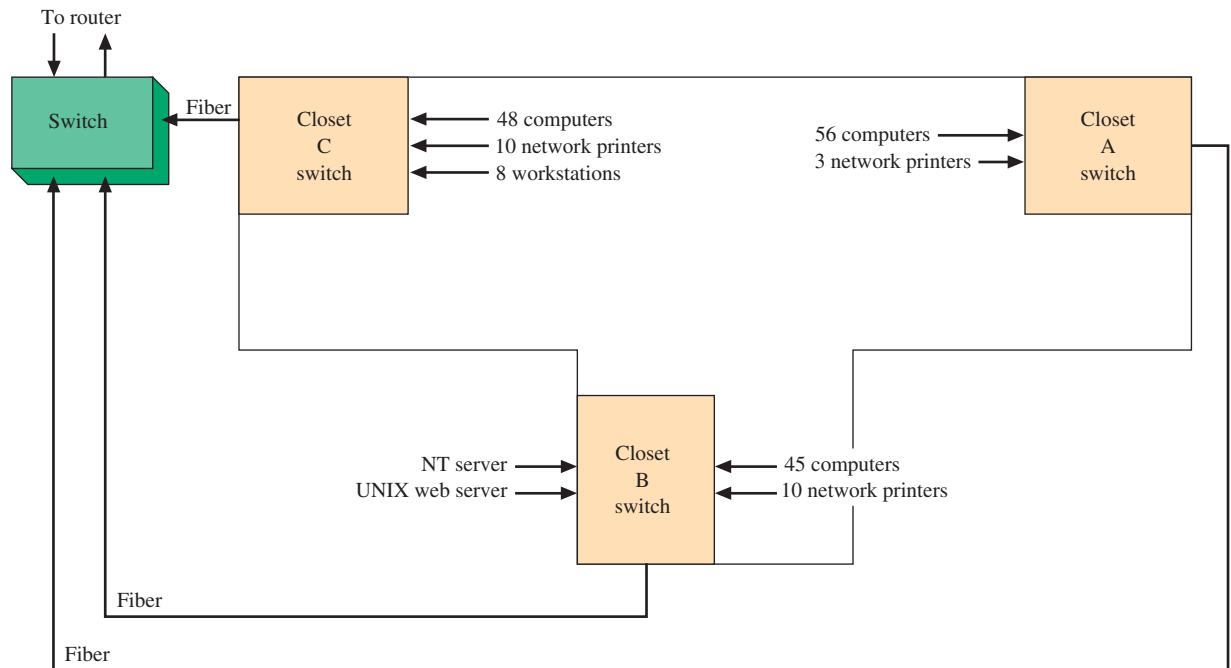 To router
Switch
Fiber
Closet
C
switch
48 computers
10 network printers
8 workstations
56 computers
3 network printers
Closet
A
switch
NT server
UNIX web server
Closet
B
switch
45 computers
10 network printers
Fiber
Fiber